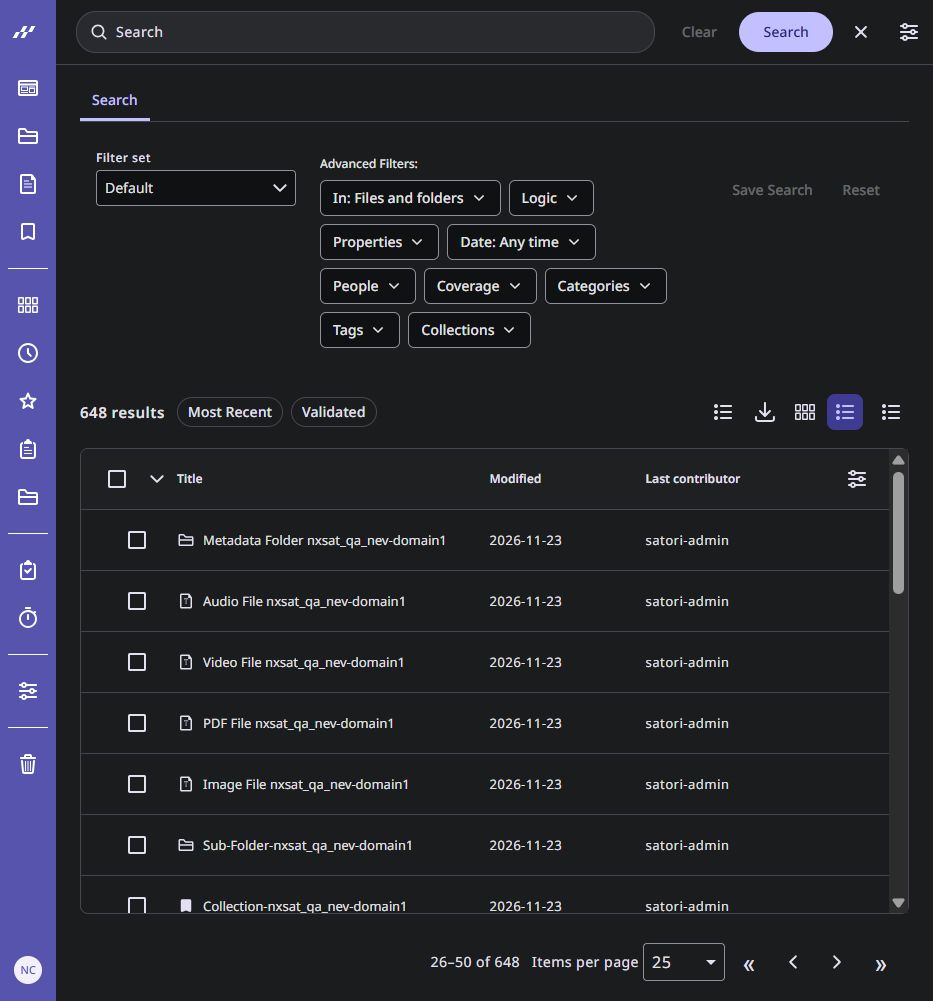 Search Clear Search
Search
Filter set
Default
Advanced Filters:
In: Files and folders Logic
Properties Date: Any time
People Coverage Categories
Tags Collections
Save Search Reset
648 results Most Recent Validated
Title Modified Last contributor
Metadata Folder nxsat_qa_nev-domain1 2026-11-23 satori-admin
Audio File nxsat_qa_nev-domain1 2026-11-23 satori-admin
Video File nxsat_qa_nev-domain1 2026-11-23 satori-admin
PDF File nxsat_qa_nev-domain1 2026-11-23 satori-admin
Image File nxsat_qa_nev-domain1 2026-11-23 satori-admin
Sub-Folder-nxsat_qa_nev-domain1 2026-11-23 satori-admin
Collection-nxsat_qa_nev-domain1 2026-11-23 satori-admin
NC
26–50 of 648 Items per page 25